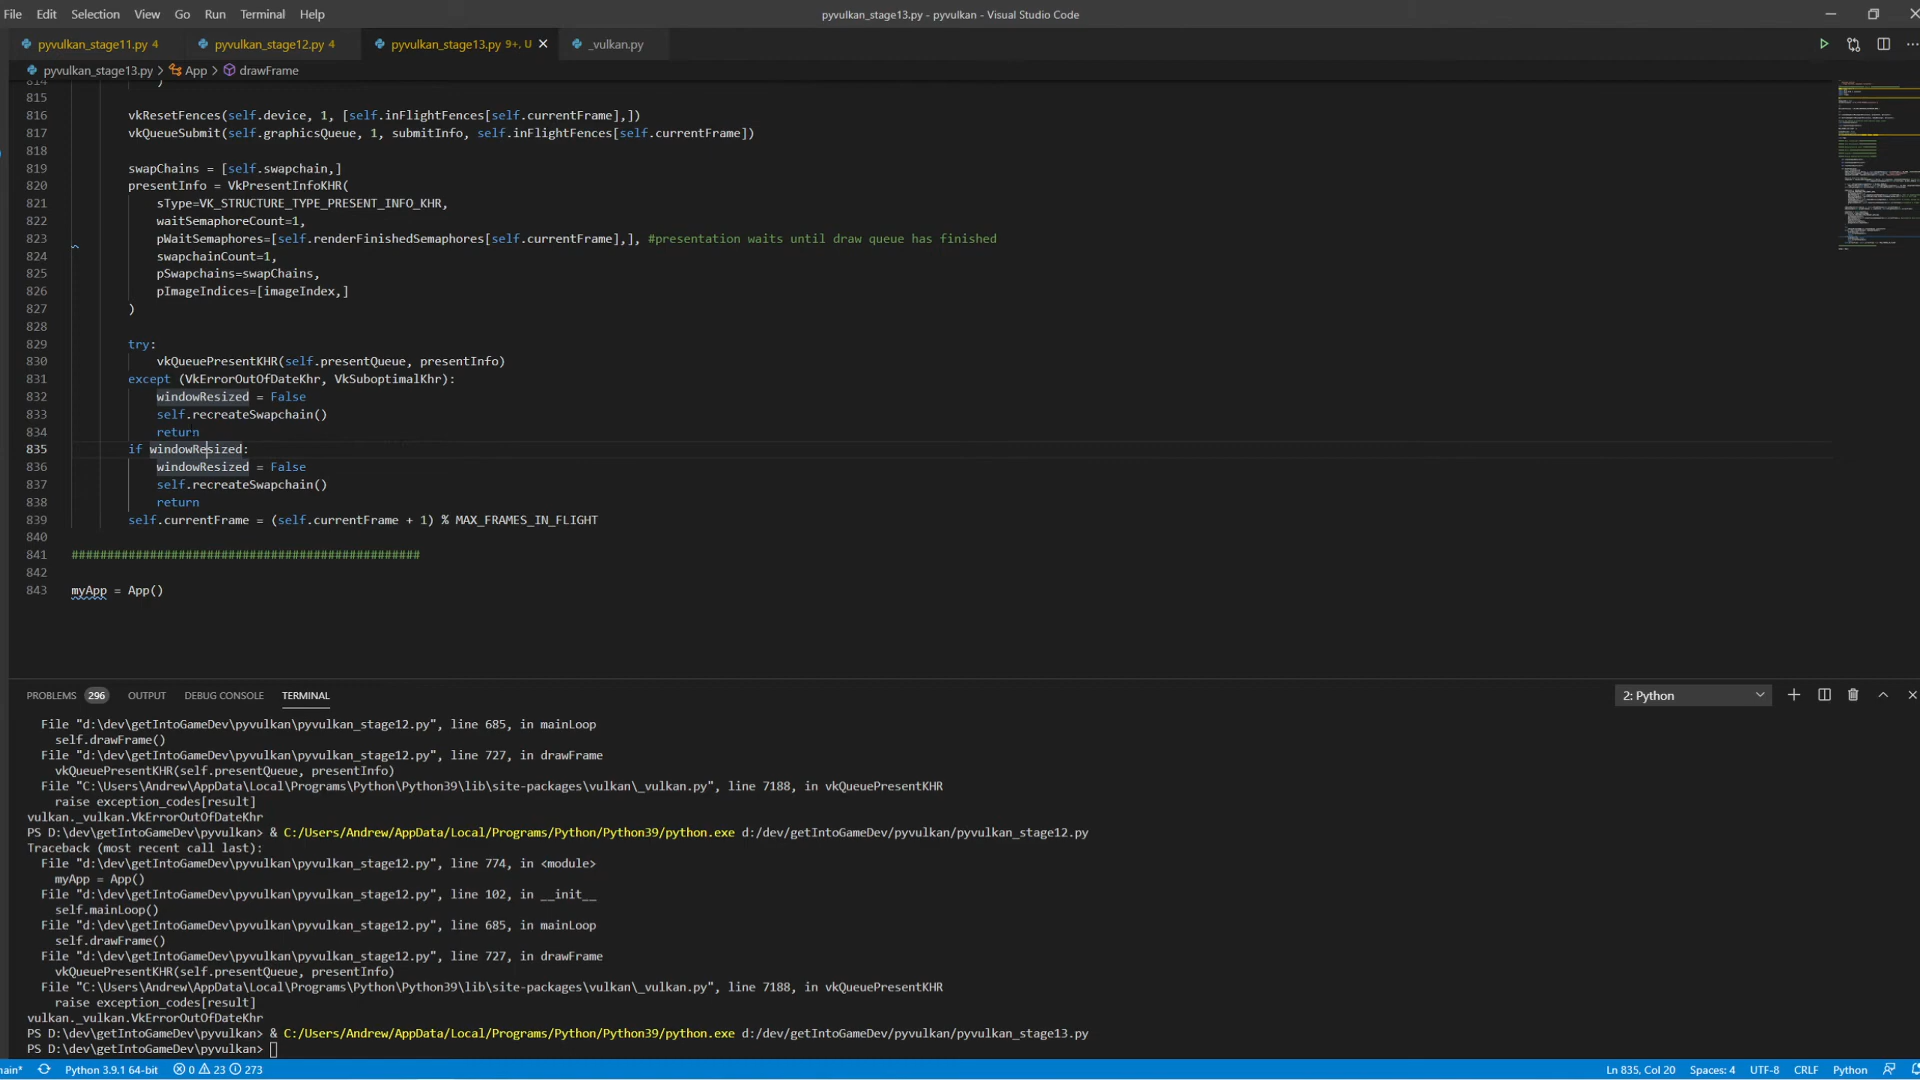 File Edit Selection View Go Run Terminal Help
pyvulkan_stage13.py - pyvulkan - Visual Studio Code
pyvulkan_stage11.py 4
pyvulkan_stage12.py 4
pyvulkan_stage13.py 9+, U
_vulkan.py
pyvulkan_stage13.py > App > drawFrame
814 )
815
816 vkResetFences(self.device, 1, [self.inFlightFences[self.currentFrame],])
817 vkQueueSubmit(self.graphicsQueue, 1, submitInfo, self.inFlightFences[self.currentFrame])
818
819 swapChains = [self.swapchain,]
820 presentInfo = VkPresentInfoKHR(
821 sType=VK_STRUCTURE_TYPE_PRESENT_INFO_KHR,
822 waitSemaphoreCount=1,
823 pWaitSemaphores=[self.renderFinishedSemaphores[self.currentFrame],], #presentation waits until draw queue has finished
824 swapchainCount=1,
825 pSwapchains=swapChains,
826 pImageIndices=[imageIndex,]
827 )
828
829 try:
830 vkQueuePresentKHR(self.presentQueue, presentInfo)
831 except (VkErrorOutOfDateKhr, VkSuboptimalKhr):
832 windowResized = False
833 self.recreateSwapchain()
834 return
835 if windowResized:
836 windowResized = False
837 self.recreateSwapchain()
838 return
839 self.currentFrame = (self.currentFrame + 1) % MAX_FRAMES_IN_FLIGHT
840
841 #################################################
842
843 myApp = App()
PROBLEMS 296 OUTPUT DEBUG CONSOLE TERMINAL
2: Python
File "d:\dev\getIntoGameDev\pyvulkan\pyvulkan_stage12.py", line 685, in mainLoop
self.drawFrame()
File "d:\dev\getIntoGameDev\pyvulkan\pyvulkan_stage12.py", line 727, in drawFrame
vkQueuePresentKHR(self.presentQueue, presentInfo)
File "C:\Users\Andrew\AppData\Local\Programs\Python\Python39\lib\site-packages\vulkan\_vulkan.py", line 7188, in vkQueuePresentKHR
raise exception_codes[result]
vulkan._vulkan.VkErrorOutOfDateKhr
PS D:\dev\getIntoGameDev\pyvulkan> & C:/Users/Andrew/AppData/Local/Programs/Python/Python39/python.exe d:/dev/getIntoGameDev/pyvulkan/pyvulkan_stage12.py
Traceback (most recent call last):
File "d:\dev\getIntoGameDev\pyvulkan\pyvulkan_stage12.py", line 774, in <module>
myApp = App()
File "d:\dev\getIntoGameDev\pyvulkan\pyvulkan_stage12.py", line 102, in __init__
self.mainLoop()
File "d:\dev\getIntoGameDev\pyvulkan\pyvulkan_stage12.py", line 685, in mainLoop
self.drawFrame()
File "d:\dev\getIntoGameDev\pyvulkan\pyvulkan_stage12.py", line 727, in drawFrame
vkQueuePresentKHR(self.presentQueue, presentInfo)
File "C:\Users\Andrew\AppData\Local\Programs\Python\Python39\lib\site-packages\vulkan\_vulkan.py", line 7188, in vkQueuePresentKHR
raise exception_codes[result]
vulkan._vulkan.VkErrorOutOfDateKhr
PS D:\dev\getIntoGameDev\pyvulkan> & C:/Users/Andrew/AppData/Local/Programs/Python/Python39/python.exe d:/dev/getIntoGameDev/pyvulkan/pyvulkan_stage13.py
PS D:\dev\getIntoGameDev\pyvulkan>
main* Python 3.9.1 64-bit 0 23 273
Ln 835, Col 20 Spaces: 4 UTF-8 CRLF Python